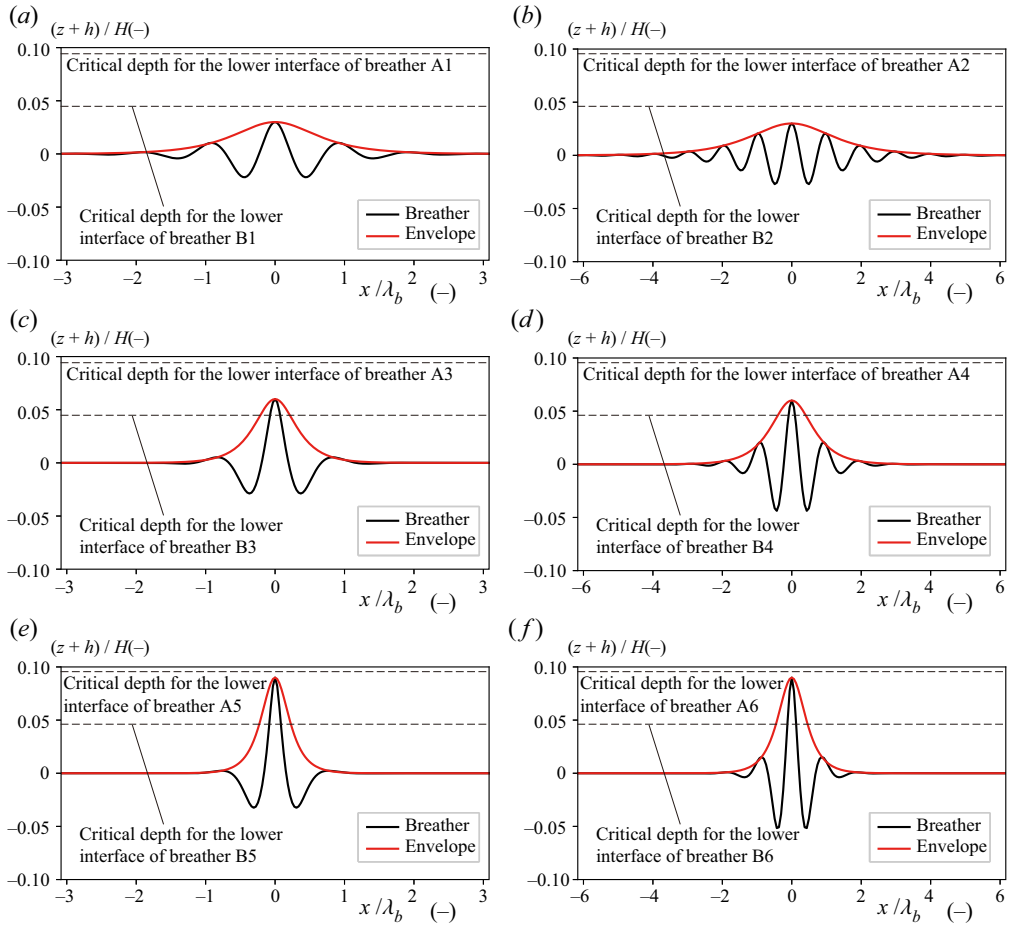 (a)
(z + h) / H(–)
0.10
Critical depth for the lower interface of breather A1
0.05
0
–0.05
Critical depth for the lower
interface of breather B1
Breather
Envelope
–0.10
–3 –2 –1 0 1 2 3
x /λb (–)
(b)
(z + h) / H(–)
0.10
Critical depth for the lower interface of breather A2
0.05
0
–0.05
Critical depth for the lower
interface of breather B2
Breather
Envelope
–0.10
–6 –4 –2 0 2 4 6
x /λb (–)
(c)
(z + h) / H(–)
0.10
Critical depth for the lower interface of breather A3
0.05
0
–0.05
Critical depth for the lower
interface of breather B3
Breather
Envelope
–0.10
–3 –2 –1 0 1 2 3
x /λb (–)
(d)
(z + h) / H(–)
0.10
Critical depth for the lower interface of breather A4
0.05
0
–0.05
Critical depth for the lower
interface of breather B4
Breather
Envelope
–0.10
–6 –4 –2 0 2 4 6
x /λb (–)
(e)
(z + h) / H(–)
0.10
Critical depth for the lower
interface of breather A5
0.05
0
–0.05
Critical depth for the lower
interface of breather B5
Breather
Envelope
–0.10
–3 –2 –1 0 1 2 3
x /λb (–)
(f)
(z + h) / H(–)
0.10
Critical depth for the lower
interface of breather A6
0.05
0
–0.05
Critical depth for the lower
interface of breather B6
Breather
Envelope
–0.10
–6 –4 –2 0 2 4 6
x /λb (–)